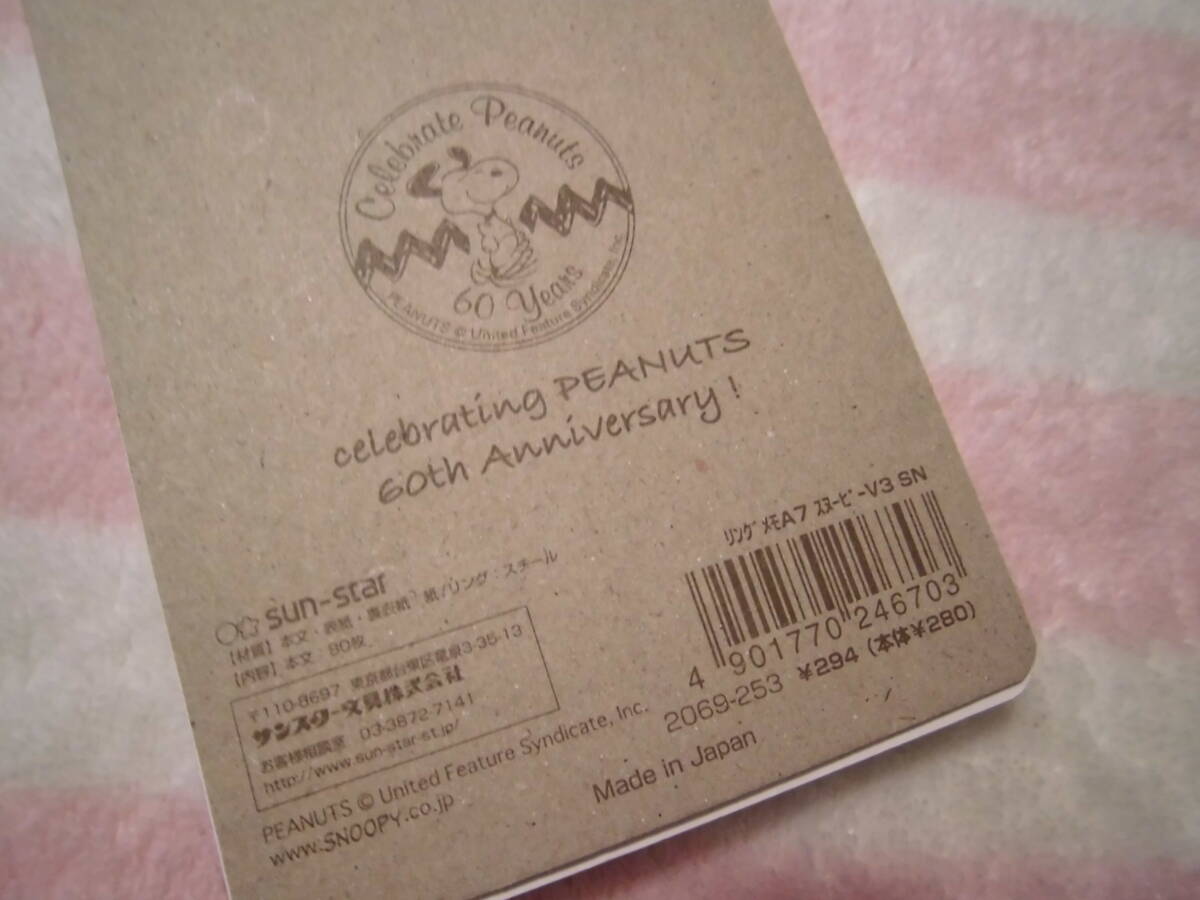 Celebrate Peanuts
60 Years
PEANUTS © United Feature Syndicate, Inc.
celebrating PEANUTS
60th Anniversary!
リングメモA7 スヌーピーV3 SN
4 901770 246703
2069-253 ¥294 (本体¥280)
sun-star
【材質】本文・表紙・裏表紙:紙/リング:スチール
【内容】本文 80枚
〒110-8697 東京都台東区竜泉3-35-13
サンスター文具株式会社
お客様相談室 03-3872-7141
http://www.sun-star-st.jp/
PEANUTS © United Feature Syndicate, Inc.
www.SNOOPY.co.jp
Made in Japan